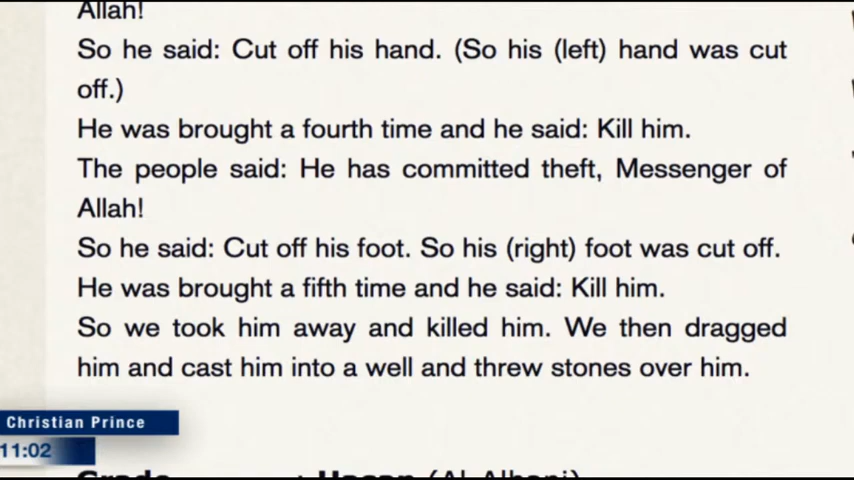 Allah!
So he said: Cut off his hand. (So his (left) hand was cut
off.)
He was brought a fourth time and he said: Kill him.
The people said: He has committed theft, Messenger of
Allah!
So he said: Cut off his foot. So his (right) foot was cut off.
He was brought a fifth time and he said: Kill him.
So we took him away and killed him. We then dragged
him and cast him into a well and threw stones over him.
Christian Prince
11:02
Grade : Hasan (Al-Albani)